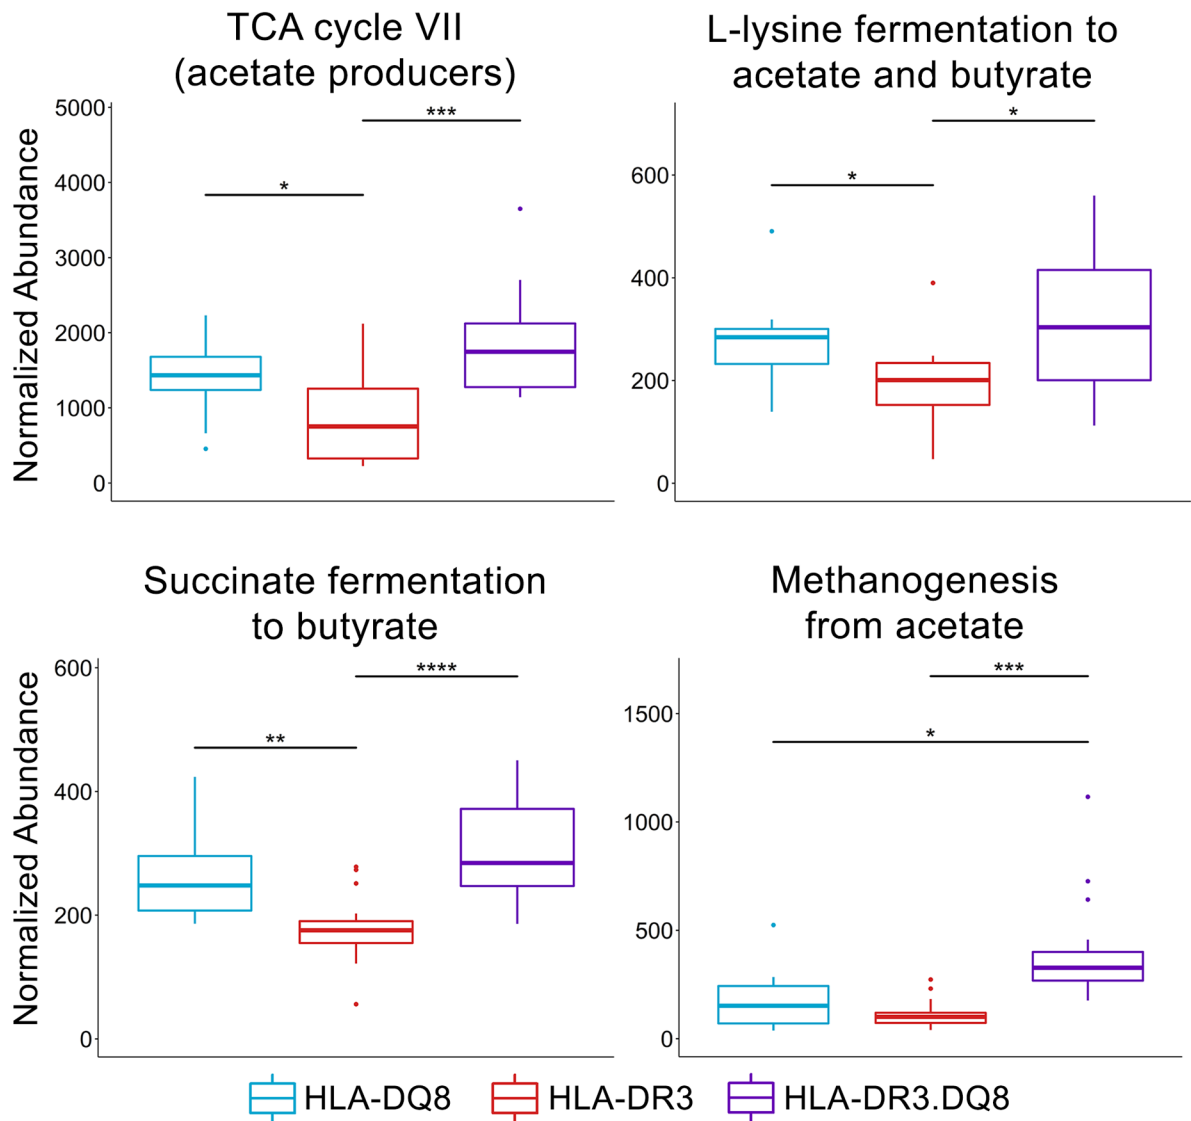 TCA cycle VII
(acetate producers)
Normalized Abundance
5000
4000
3000
2000
1000
0
*
***
L-lysine fermentation to
acetate and butyrate
600
400
200
0
*
*
Succinate fermentation
to butyrate
Normalized Abundance
600
400
200
0
**
****
Methanogenesis
from acetate
1500
1000
500
0
***
*
HLA-DQ8 HLA-DR3 HLA-DR3.DQ8